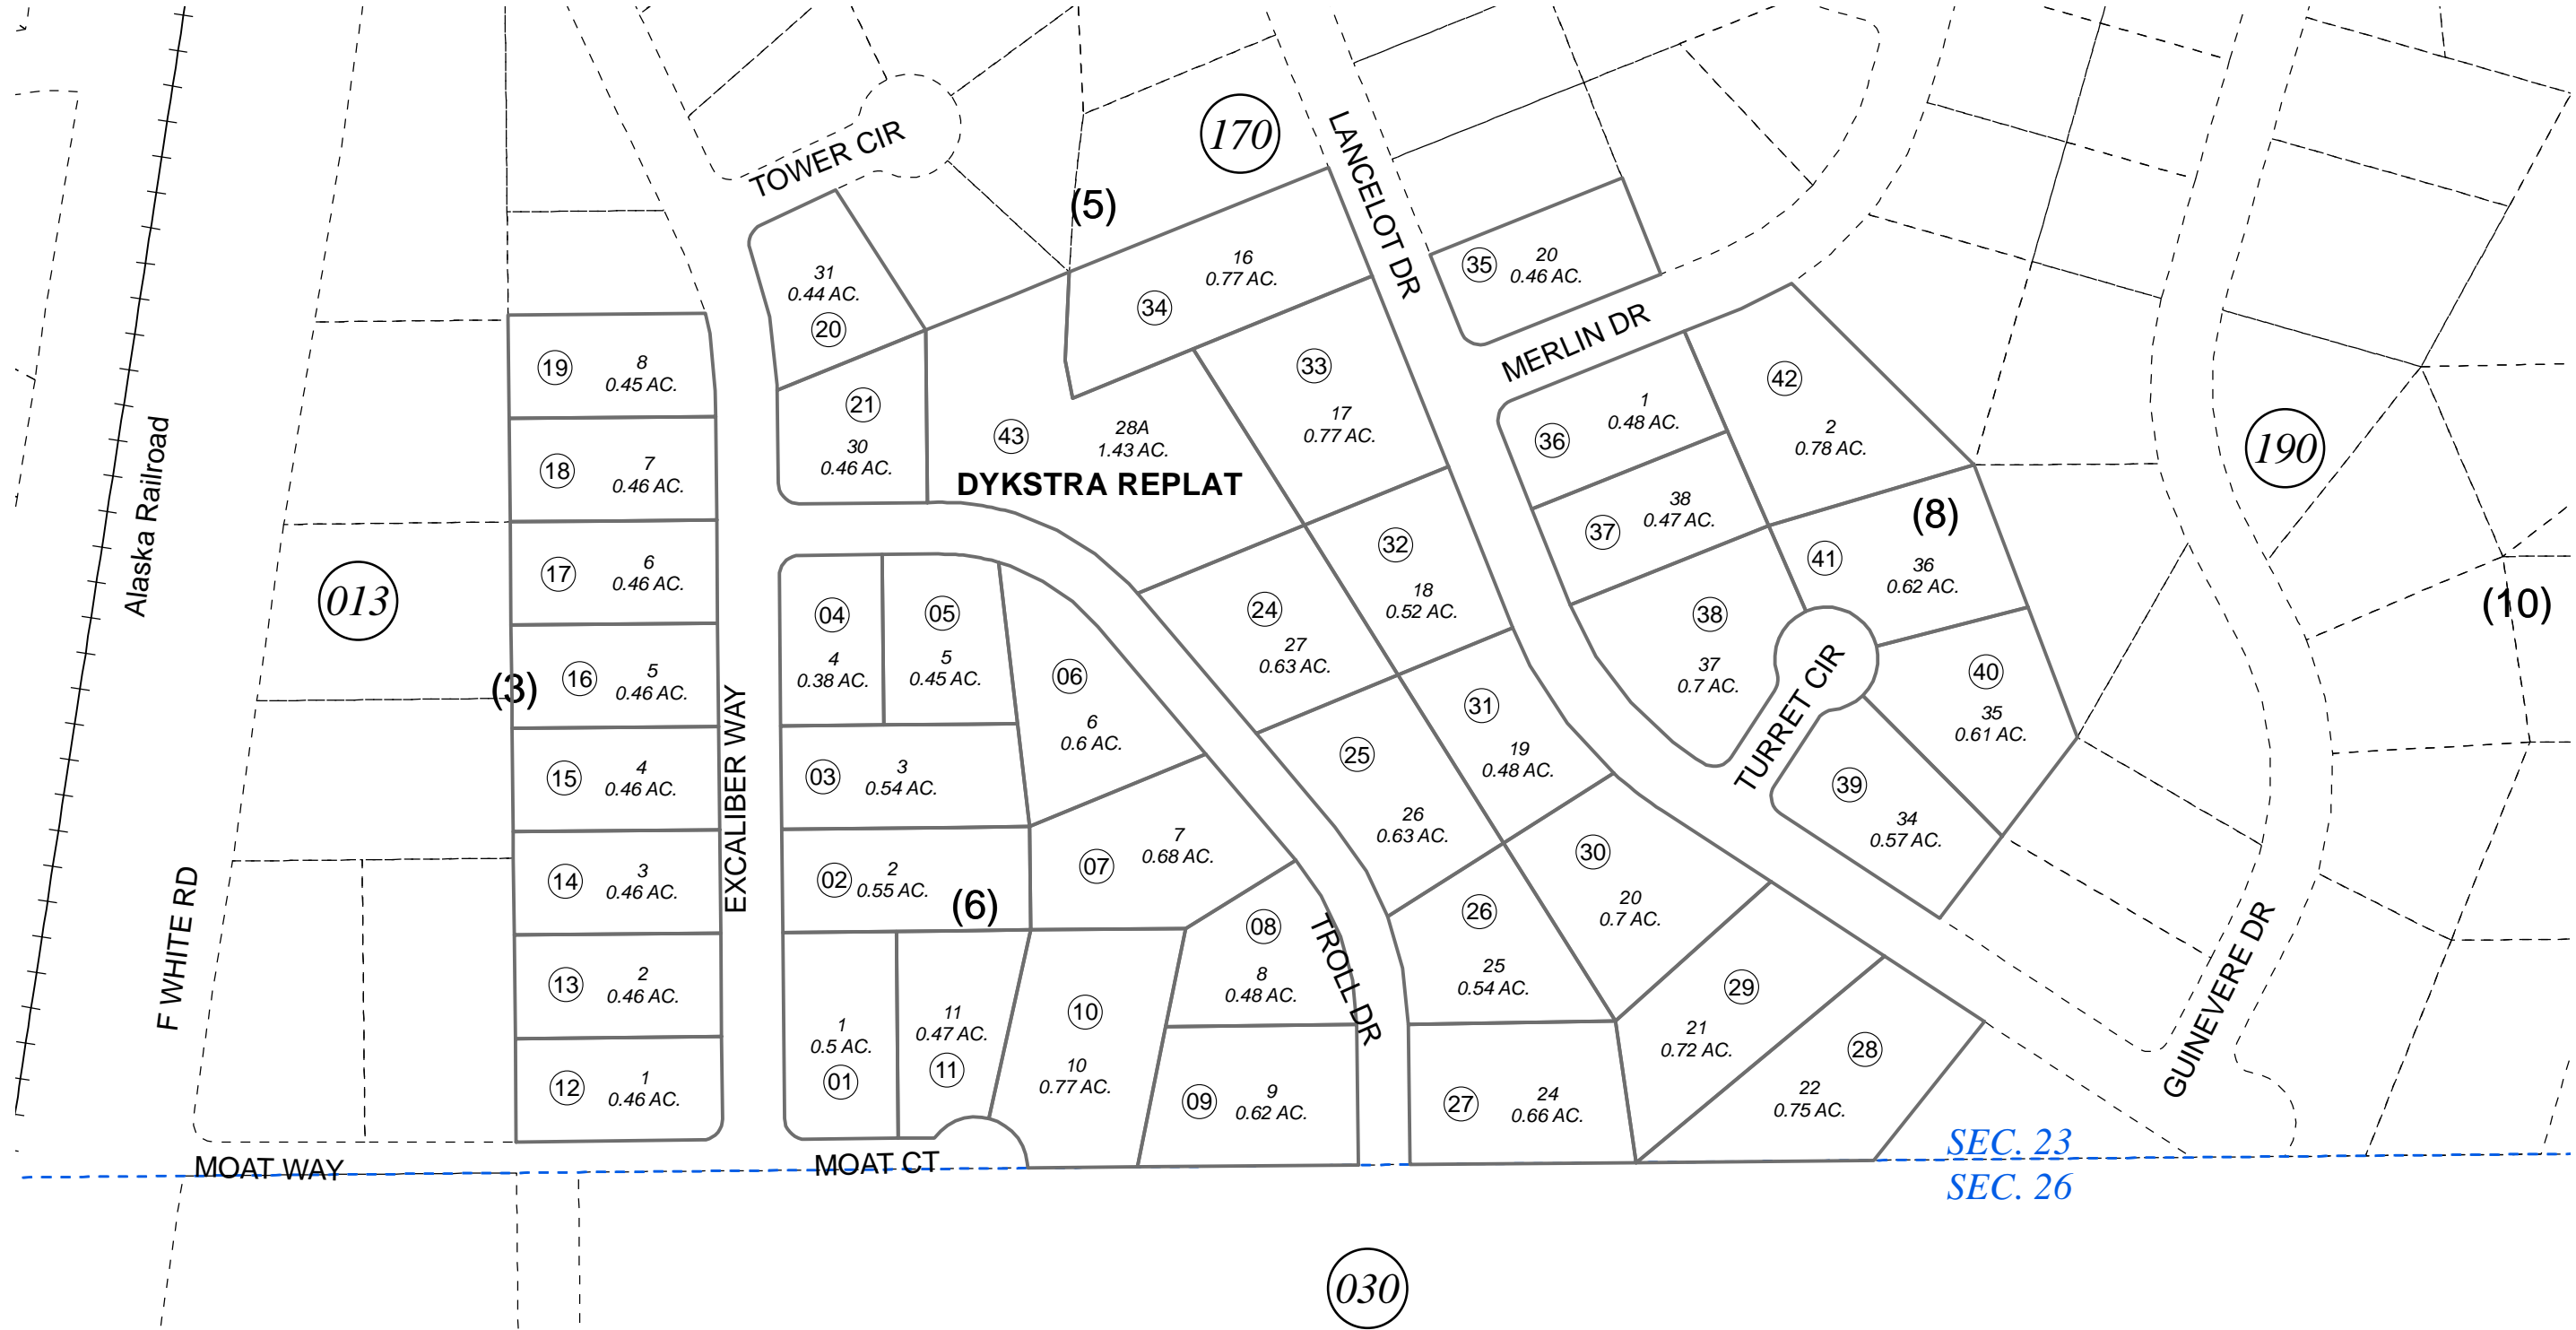 170
TOWER CIR
LANCELOT DR
(5)
16
0.77 AC.
34
35
20
0.46 AC.
31
0.44 AC.
20
MERLIN DR
19
8
0.45 AC.
21
30
0.46 AC.
43
28A
1.43 AC.
DYKSTRA REPLAT
33
17
0.77 AC.
36
1
0.48 AC.
42
2
0.78 AC.
190
Alaska Railroad
18
7
0.46 AC.
37
38
0.47 AC.
(8)
013
17
6
0.46 AC.
32
18
0.52 AC.
41
36
0.62 AC.
(10)
04
4
0.38 AC.
05
5
0.45 AC.
06
6
0.6 AC.
24
27
0.63 AC.
38
37
0.7 AC.
TURRET CIR
40
35
0.61 AC.
(3)
16
5
0.46 AC.
EXCALIBER WAY
31
19
0.48 AC.
15
4
0.46 AC.
03
3
0.54 AC.
25
26
0.63 AC.
39
34
0.57 AC.
F WHITE RD
14
3
0.46 AC.
02
2
0.55 AC.
(6)
07
7
0.68 AC.
30
20
0.7 AC.
13
2
0.46 AC.
08
8
0.48 AC.
TROLL DR
26
25
0.54 AC.
29
21
0.72 AC.
GUINEVERE DR
12
1
0.46 AC.
1
0.5 AC.
01
11
0.47 AC.
11
10
10
0.77 AC.
09
9
0.62 AC.
27
24
0.66 AC.
28
22
0.75 AC.
MOAT WAY
MOAT CT
SEC. 23
SEC. 26
030